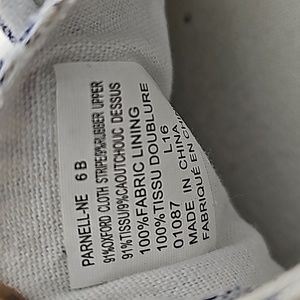 PARNELL-NE 6 B
91%OXFORD CLOTH STRIPE/9%RUBBER UPPER
91%TISSU/9%CAOUTCHOUC DESSUS
100%FABRIC LINING
100%TISSU DOUBLURE
01087 L16
MADE IN CHINA
FABRIQUÉ EN CHINE